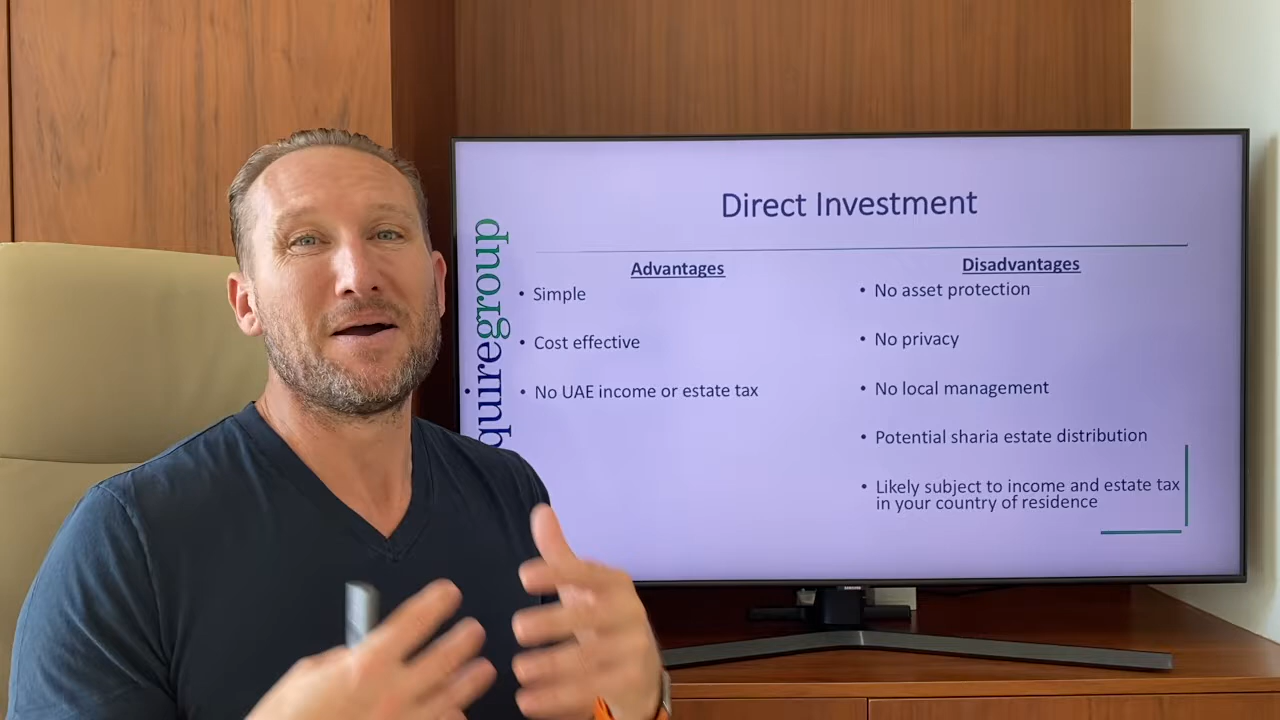 Direct Investment
Advantages
• Simple
• Cost effective
• No UAE income or estate tax
Disadvantages
• No asset protection
• No privacy
• No local management
• Potential sharia estate distribution
• Likely subject to income and estate tax
in your country of residence
quiregroup